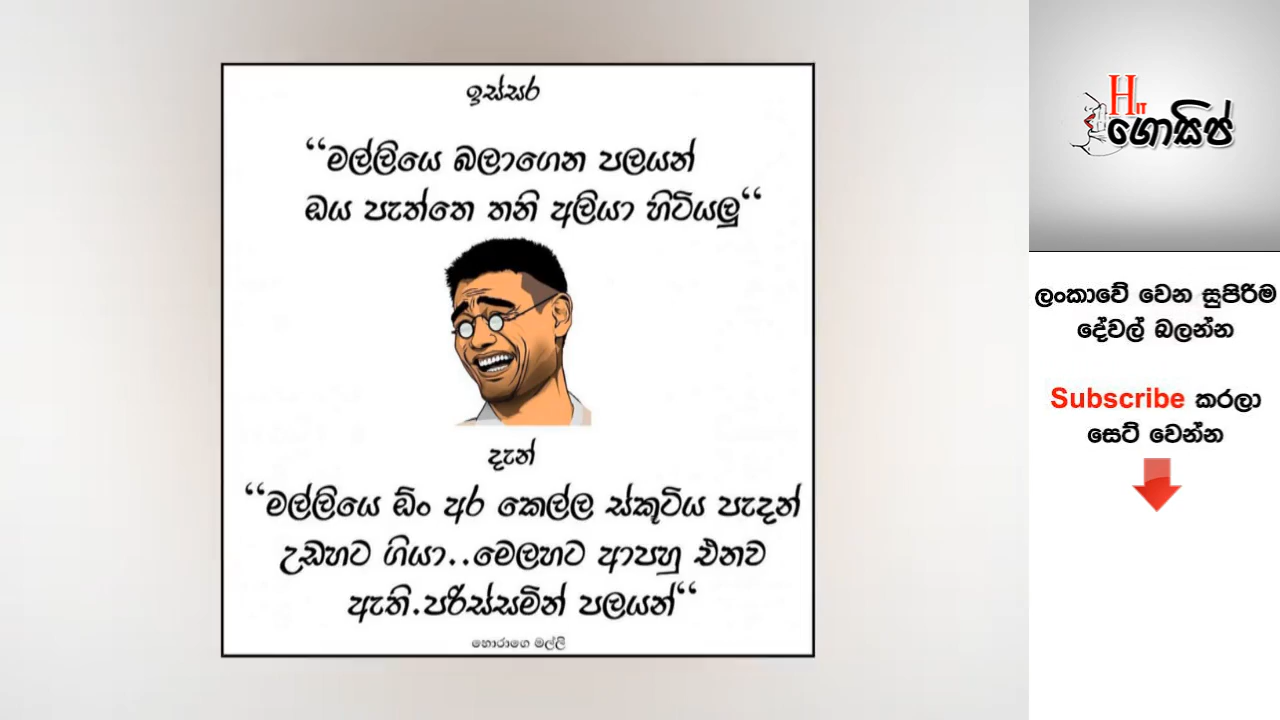 ඉස්සර
“මල්ලියෙ බලාගෙන පලයන්
ඔය පැත්තෙ තනි අලියා හිටියලු“
දැන්
“මල්ලියෙ ඕං අර කෙල්ල ස්කූටිය පැදන්
උඩහට ගියා..මෙලහට ආපහු එනව
ඇති.පරිස්සමින් පලයන්“
හොරාගෙ මල්ලි
HIT
ගොසිප්
ලංකාවේ වෙන සුපිරිම
දේවල් බලන්න
Subscribe කරලා
සෙට් වෙන්න